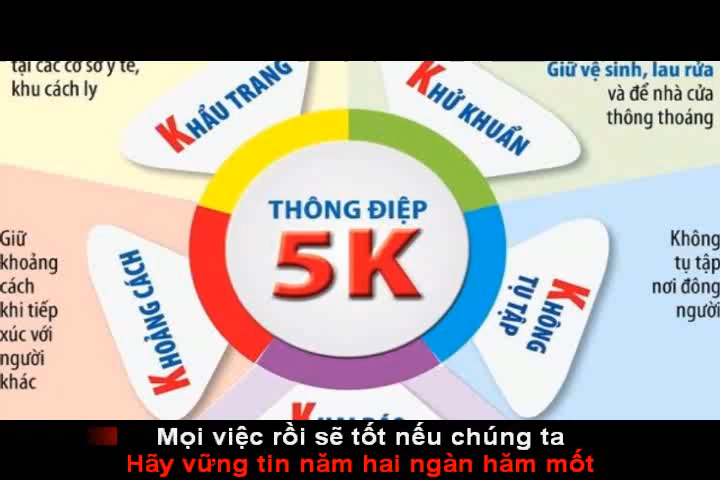 tại các cơ sở y tế,
khu cách ly
KHẨU TRANG
KHỬ KHUẨN
Giữ vệ sinh, lau rửa
và để nhà cửa
thông thoáng
THÔNG ĐIỆP
5K
Giữ
khoảng
cách
khi tiếp
xúc với
người
khác
KHOẢNG CÁCH
KHÔNG
TỤ TẬP
Không
tụ tập
nơi đông
người
Mọi việc rồi sẽ tốt nếu chúng ta
Hãy vững tin năm hai ngàn hăm mốt